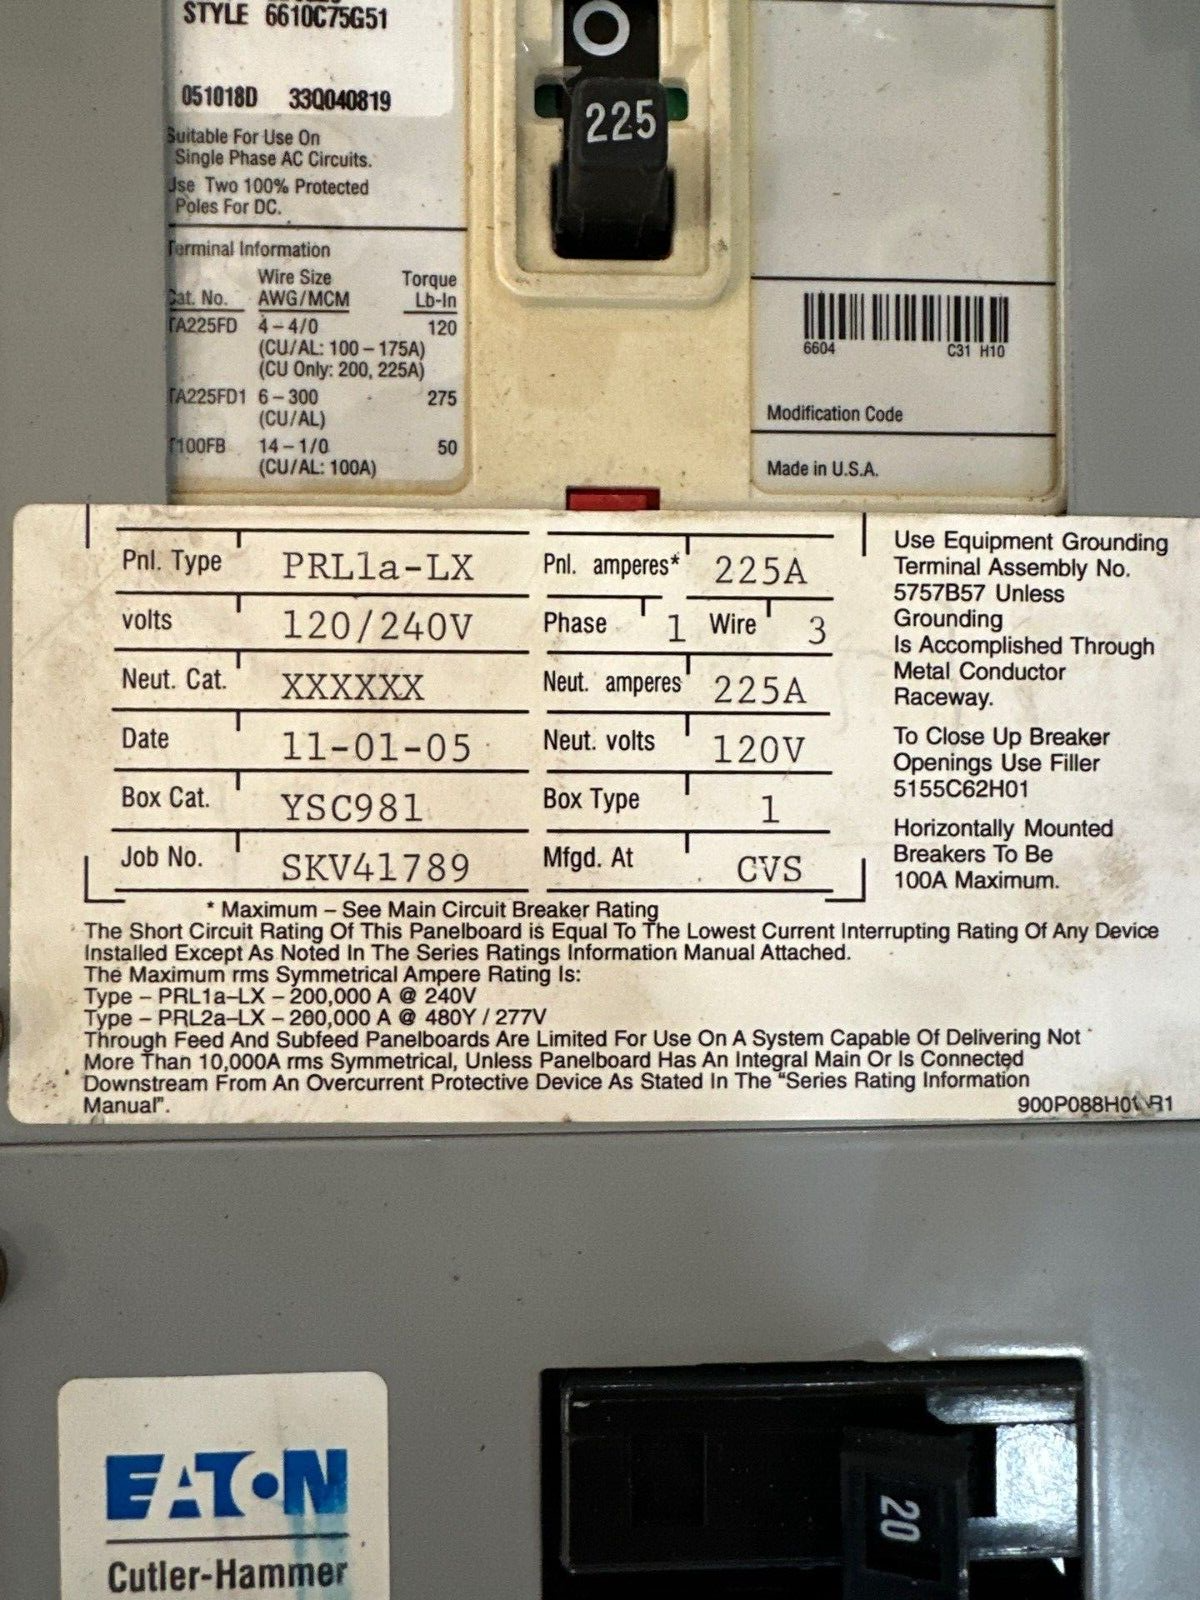 STYLE 6610C75G51
051018D 33Q040819
Suitable For Use On
Single Phase AC Circuits.
Use Two 100% Protected
Poles For DC.
Terminal Information
Wire Size Torque
Cat. No. AWG/MCM Lb-In
TA225FD 4 – 4/0 120
(CU/AL: 100 – 175A)
(CU Only: 200, 225A)
TA225FD1 6 – 300 275
(CU/AL)
T100FB 14 – 1/0 50
(CU/AL: 100A)
O
225
6604 C31 H10
Modification Code
Made in U.S.A.
Pnl. Type PRL1a-LX Pnl. amperes* 225A
volts 120/240V Phase 1 Wire 3
Neut. Cat. XXXXXX Neut. amperes 225A
Date 11-01-05 Neut. volts 120V
Box Cat. YSC981 Box Type 1
Job No. SKV41789 Mfgd. At CVS
Use Equipment Grounding
Terminal Assembly No.
5757B57 Unless
Grounding
Is Accomplished Through
Metal Conductor
Raceway.
To Close Up Breaker
Openings Use Filler
5155C62H01
Horizontally Mounted
Breakers To Be
100A Maximum.
* Maximum – See Main Circuit Breaker Rating
The Short Circuit Rating Of This Panelboard is Equal To The Lowest Current Interrupting Rating Of Any Device
Installed Except As Noted In The Series Ratings Information Manual Attached.
The Maximum rms Symmetrical Ampere Rating Is:
Type – PRL1a–LX – 200,000 A @ 240V
Type – PRL2a–LX – 200,000 A @ 480Y / 277V
Through Feed And Subfeed Panelboards Are Limited For Use On A System Capable Of Delivering Not
More Than 10,000A rms Symmetrical, Unless Panelboard Has An Integral Main Or Is Connected
Downstream From An Overcurrent Protective Device As Stated In The "Series Rating Information
Manual".
EATON
Cutler-Hammer
20